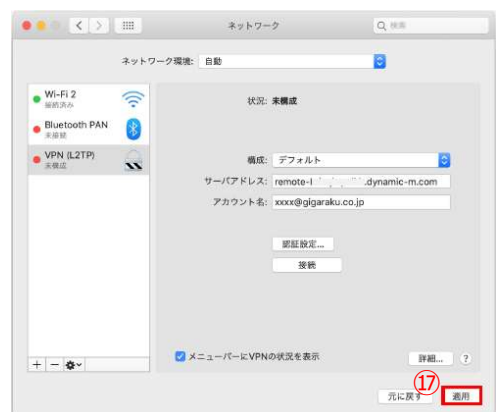 ネットワーク
検索
ネットワーク環境: 自動
Wi-Fi 2
接続済み
Bluetooth PAN
未接続
VPN (L2TP)
未構成
状況: 未構成
構成: デフォルト
サーバアドレス: remote- .dynamic-m.com
アカウント名: xxxx@gigaraku.co.jp
認証設定...
接続
メニューバーにVPNの状況を表示
詳細... ?
+ −
⑰
元に戻す 適用